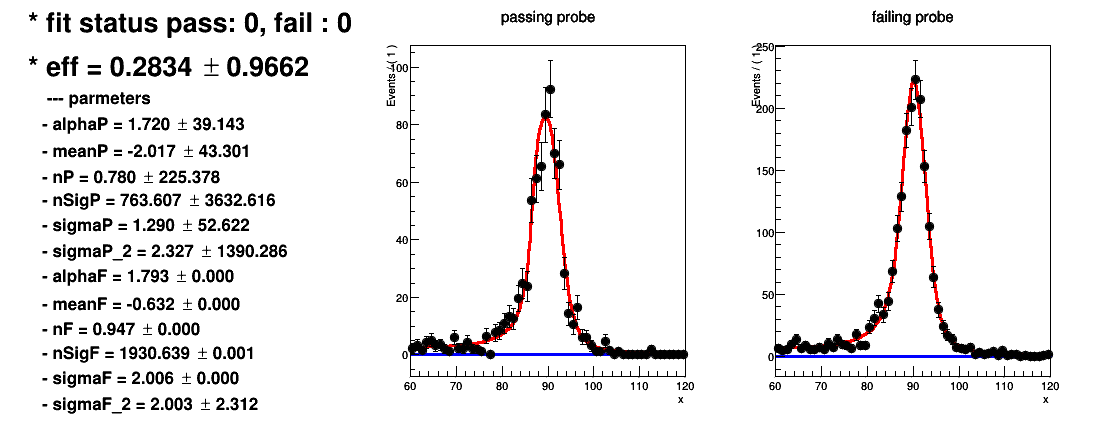 * fit status pass: 0, fail : 0
* eff = 0.2834 ± 0.9662
--- parmeters
- alphaP = 1.720 ± 39.143
- meanP = -2.017 ± 43.301
- nP = 0.780 ± 225.378
- nSigP = 763.607 ± 3632.616
- sigmaP = 1.290 ± 52.622
- sigmaP_2 = 2.327 ± 1390.286
- alphaF = 1.793 ± 0.000
- meanF = -0.632 ± 0.000
- nF = 0.947 ± 0.000
- nSigF = 1930.639 ± 0.001
- sigmaF = 2.006 ± 0.000
- sigmaF_2 = 2.003 ± 2.312
passing probe
Events / ( 1 )
100
80
60
40
20
0
60 70 80 90 100 110 120
x
failing probe
Events / ( 1 )
250
200
150
100
50
0
60 70 80 90 100 110 120
x